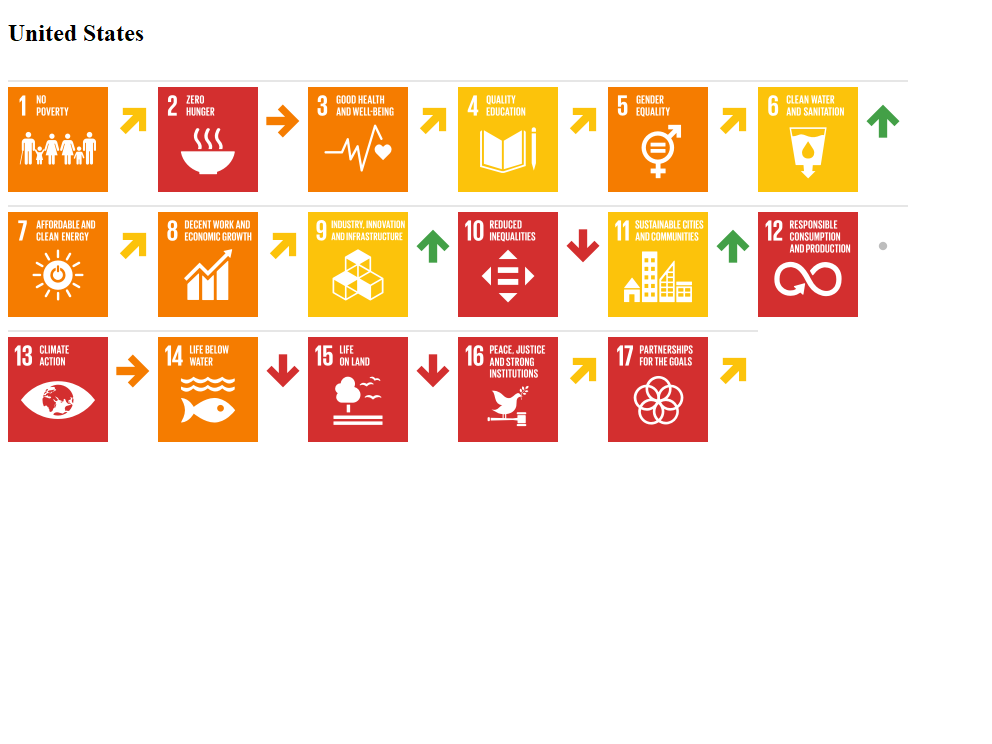 United States
1 NO
POVERTY
2 ZERO
HUNGER
3 GOOD HEALTH
AND WELL-BEING
4 QUALITY
EDUCATION
5 GENDER
EQUALITY
6 CLEAN WATER
AND SANITATION
7 AFFORDABLE AND
CLEAN ENERGY
8 DECENT WORK AND
ECONOMIC GROWTH
9 INDUSTRY, INNOVATION
AND INFRASTRUCTURE
10 REDUCED
INEQUALITIES
11 SUSTAINABLE CITIES
AND COMMUNITIES
12 RESPONSIBLE
CONSUMPTION
AND PRODUCTION
13 CLIMATE
ACTION
14 LIFE BELOW
WATER
15 LIFE
ON LAND
16 PEACE, JUSTICE
AND STRONG
INSTITUTIONS
17 PARTNERSHIPS
FOR THE GOALS